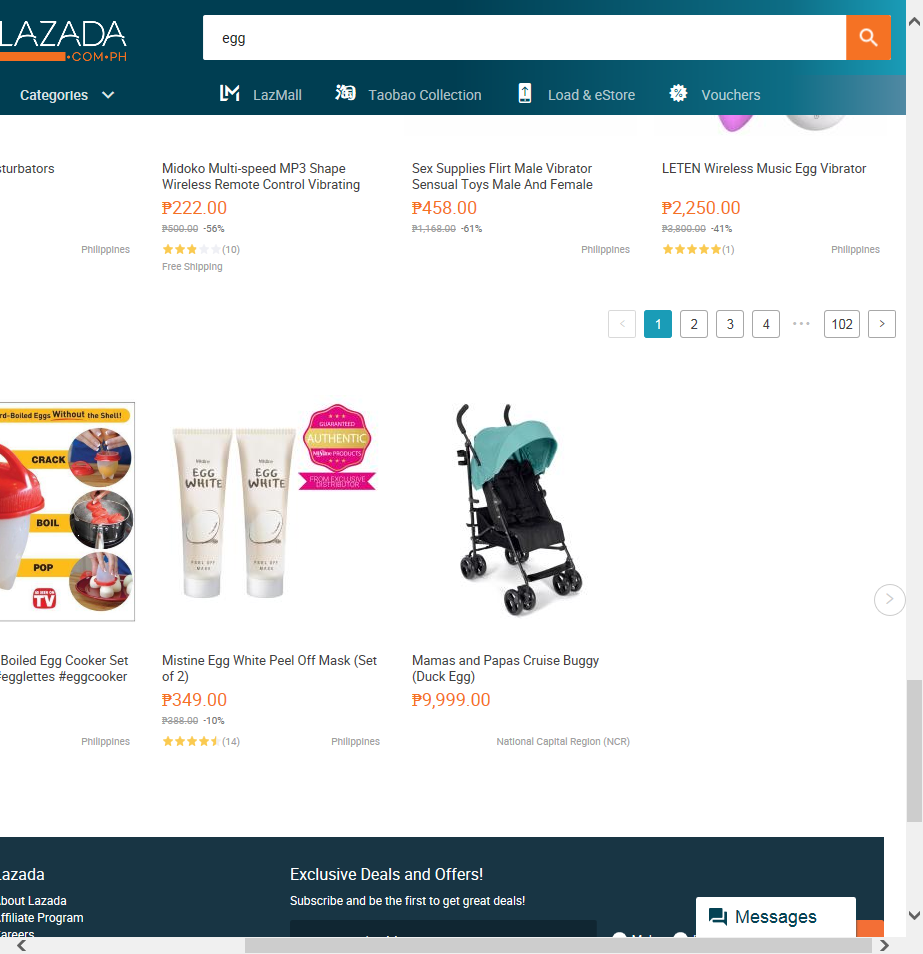 LAZADA
.COM.PH
egg
Categories
LazMall
Taobao Collection
Load & eStore
Vouchers
sturbators
Midoko Multi-speed MP3 Shape
Wireless Remote Control Vibrating
₱222.00
₱500.00 -56%
(10)
Free Shipping
Philippines
Sex Supplies Flirt Male Vibrator
Sensual Toys Male And Female
₱458.00
₱1,168.00 -61%
Philippines
LETEN Wireless Music Egg Vibrator
₱2,250.00
₱3,800.00 -41%
(1)
Philippines
< 1 2 3 4 ··· 102 >
rd-Boiled Eggs Without the Shell!
CRACK
BOIL
POP
AS SEEN ON
TV
Mistine
EGG
WHITE
PEEL OFF
MASK
Mistine
EGG
WHITE
PEEL OFF
MASK
GUARANTEED
AUTHENTIC
Mistine PRODUCTS
FROM EXCLUSIVE
DISTRIBUTOR
Boiled Egg Cooker Set
#egglettes #eggcooker
Philippines
Mistine Egg White Peel Off Mask (Set
of 2)
₱349.00
₱388.00 -10%
(14)
Philippines
Mamas and Papas Cruise Buggy
(Duck Egg)
₱9,999.00
National Capital Region (NCR)
Lazada
About Lazada
Affiliate Program
Careers
Exclusive Deals and Offers!
Subscribe and be the first to get great deals!
Messages